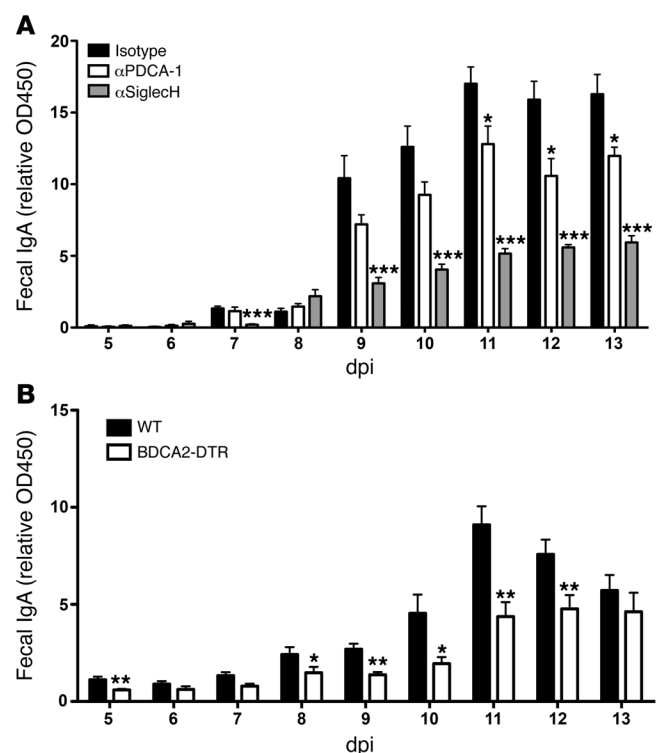 A
20
Isotype
αPDCA-1
αSiglecH
15
10
5
0
Fecal IgA (relative OD450)
*
*
*
***
***
***
***
***
***
5 6 7 8 9 10 11 12 13
dpi
B
15
WT
BDCA2-DTR
10
5
0
Fecal IgA (relative OD450)
**
*
**
*
**
**
5 6 7 8 9 10 11 12 13
dpi